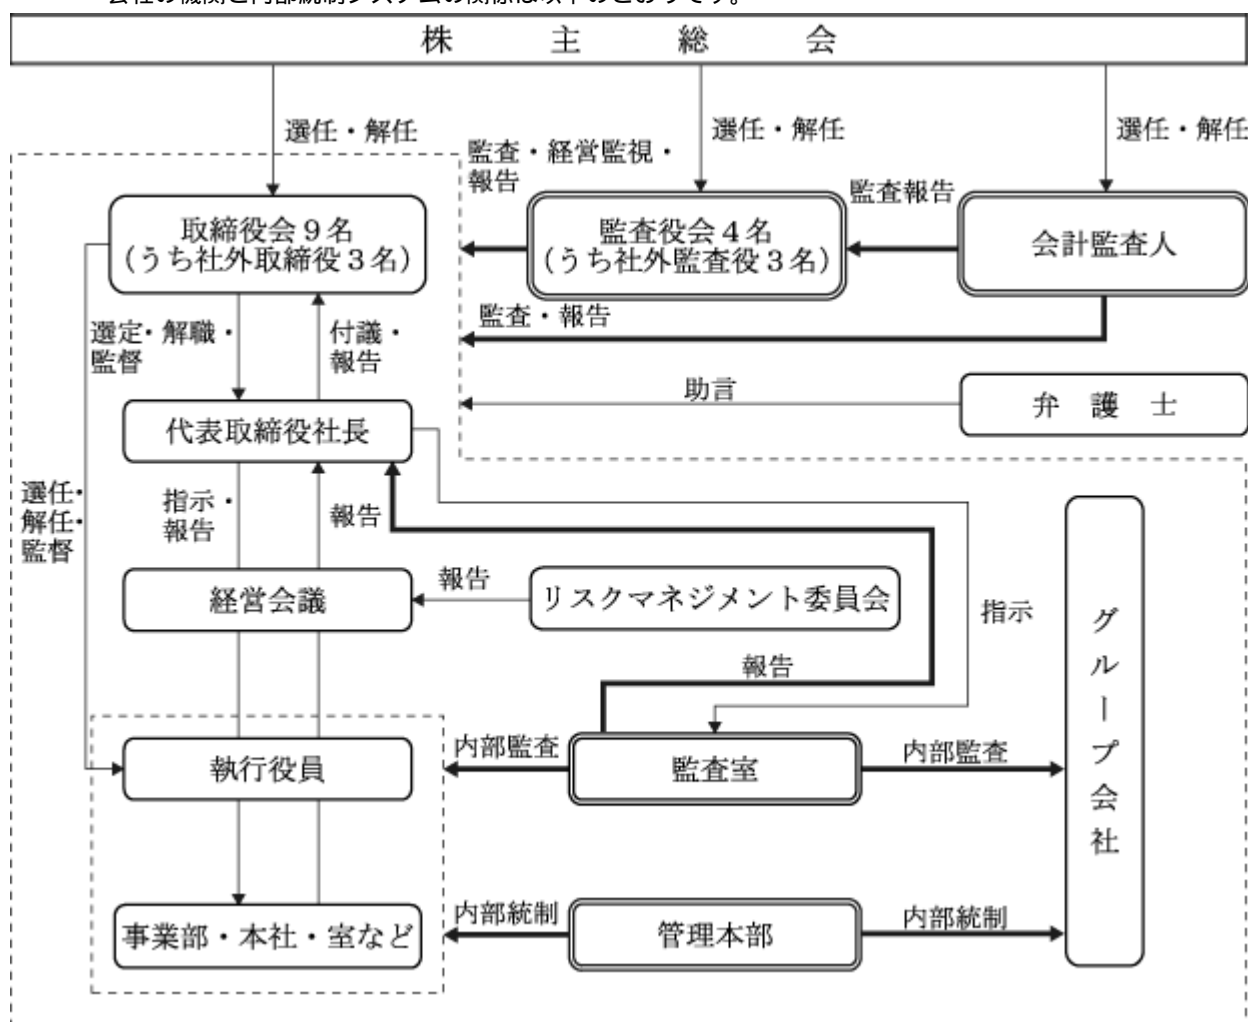 株主総会
選任・解任
選任・解任
選任・解任
監査・経営監視・
報告
監査報告
取締役会9名
(うち社外取締役3名)
監査役会4名
(うち社外監査役3名)
会計監査人
監査・報告
選定・解職・
監督
付議・
報告
助言
弁護士
代表取締役社長
選任・
解任・
監督
指示・
報告
報告
経営会議
報告
リスクマネジメント委員会
指示
グループ会社
報告
執行役員
内部監査
監査室
内部監査
事業部・本社・室など
内部統制
管理本部
内部統制